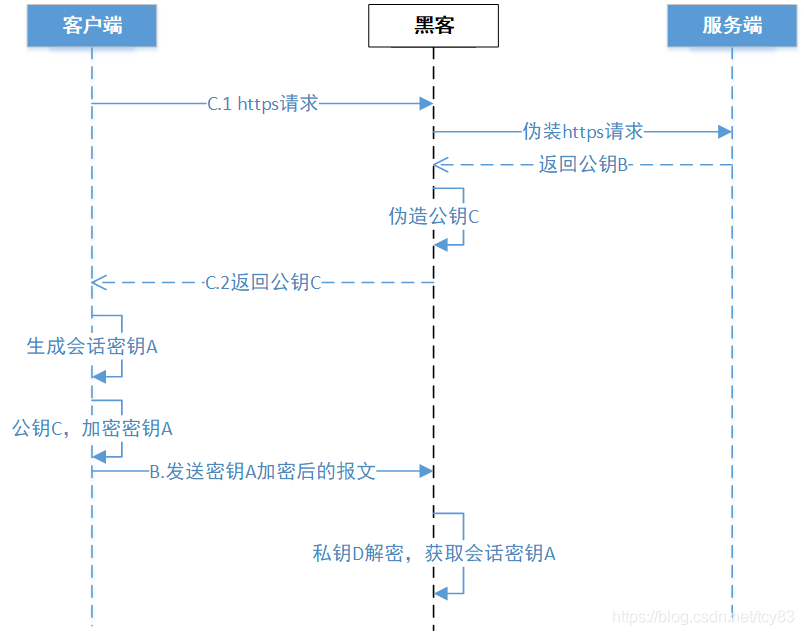 客户端
黑客
服务端
C.1 https请求
伪装https请求
返回公钥B
伪造公钥C
C.2返回公钥C
生成会话密钥A
公钥C，加密密钥A
B.发送密钥A加密后的报文
私钥D解密，获取会话密钥A
https://blog.csdn.net/tcy83